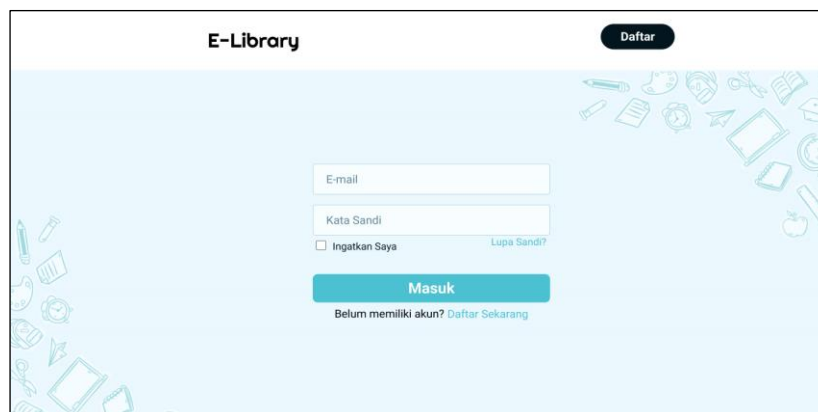 E-Library
Daftar
E-mail
Kata Sandi
Ingatkan Saya
Lupa Sandi?
Masuk
Belum memiliki akun? Daftar Sekarang